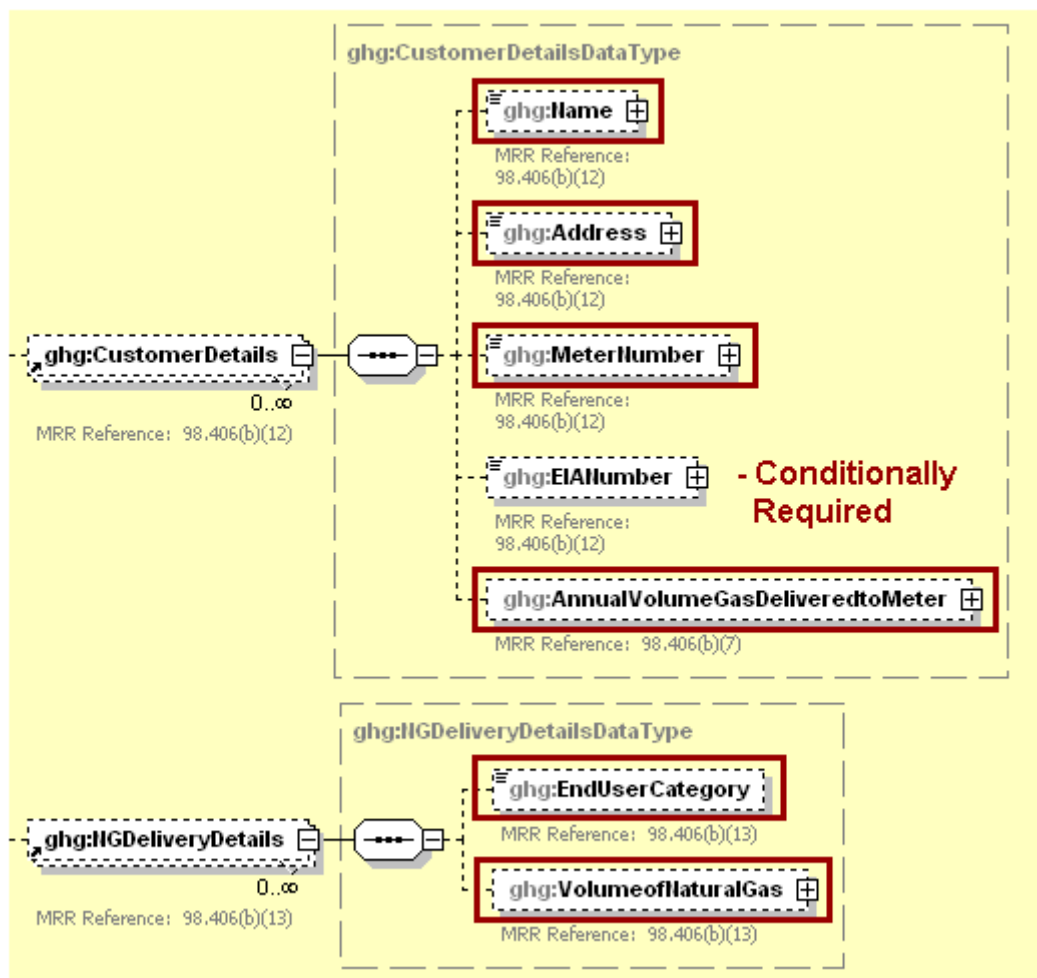 ghg:CustomerDetailsDataType
ghg:Name
MRR Reference:
98.406(b)(12)
ghg:Address
MRR Reference:
98.406(b)(12)
ghg:CustomerDetails
0..∞
MRR Reference: 98.406(b)(12)
ghg:MeterNumber
MRR Reference:
98.406(b)(12)
ghg:EIANumber
MRR Reference:
98.406(b)(12)
- Conditionally
Required
ghg:AnnualVolumeGasDeliveredtoMeter
MRR Reference: 98.406(b)(7)
ghg:NGDeliveryDetailsDataType
ghg:EndUserCategory
MRR Reference: 98.406(b)(13)
ghg:NGDeliveryDetails
0..∞
MRR Reference: 98.406(b)(13)
ghg:VolumeofNaturalGas
MRR Reference: 98.406(b)(13)